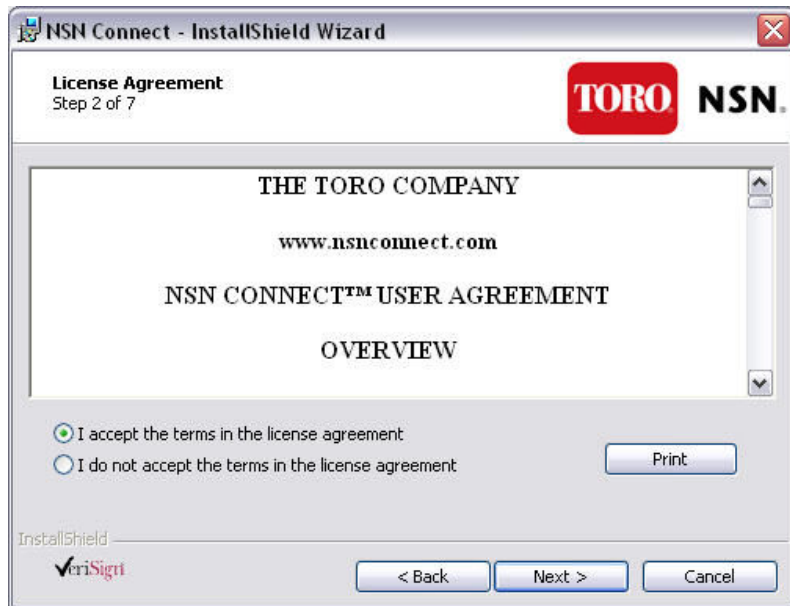 NSN Connect - InstallShield Wizard
License Agreement
Step 2 of 7
TORO NSN.
THE TORO COMPANY
www.nsnconnect.com
NSN CONNECT™ USER AGREEMENT
OVERVIEW
I accept the terms in the license agreement
I do not accept the terms in the license agreement
Print
InstallShield
VeriSign
< Back Next > Cancel